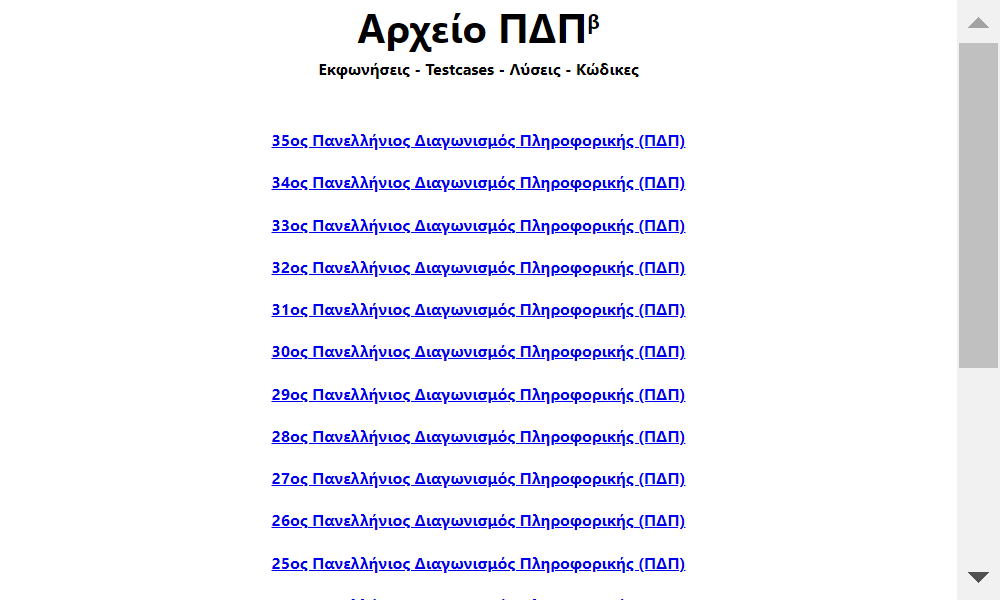 Αρχείο ΠΔΠβ
Εκφωνήσεις - Testcases - Λύσεις - Κώδικες
35ος Πανελλήνιος Διαγωνισμός Πληροφορικής (ΠΔΠ)
34ος Πανελλήνιος Διαγωνισμός Πληροφορικής (ΠΔΠ)
33ος Πανελλήνιος Διαγωνισμός Πληροφορικής (ΠΔΠ)
32ος Πανελλήνιος Διαγωνισμός Πληροφορικής (ΠΔΠ)
31ος Πανελλήνιος Διαγωνισμός Πληροφορικής (ΠΔΠ)
30ος Πανελλήνιος Διαγωνισμός Πληροφορικής (ΠΔΠ)
29ος Πανελλήνιος Διαγωνισμός Πληροφορικής (ΠΔΠ)
28ος Πανελλήνιος Διαγωνισμός Πληροφορικής (ΠΔΠ)
27ος Πανελλήνιος Διαγωνισμός Πληροφορικής (ΠΔΠ)
26ος Πανελλήνιος Διαγωνισμός Πληροφορικής (ΠΔΠ)
25ος Πανελλήνιος Διαγωνισμός Πληροφορικής (ΠΔΠ)